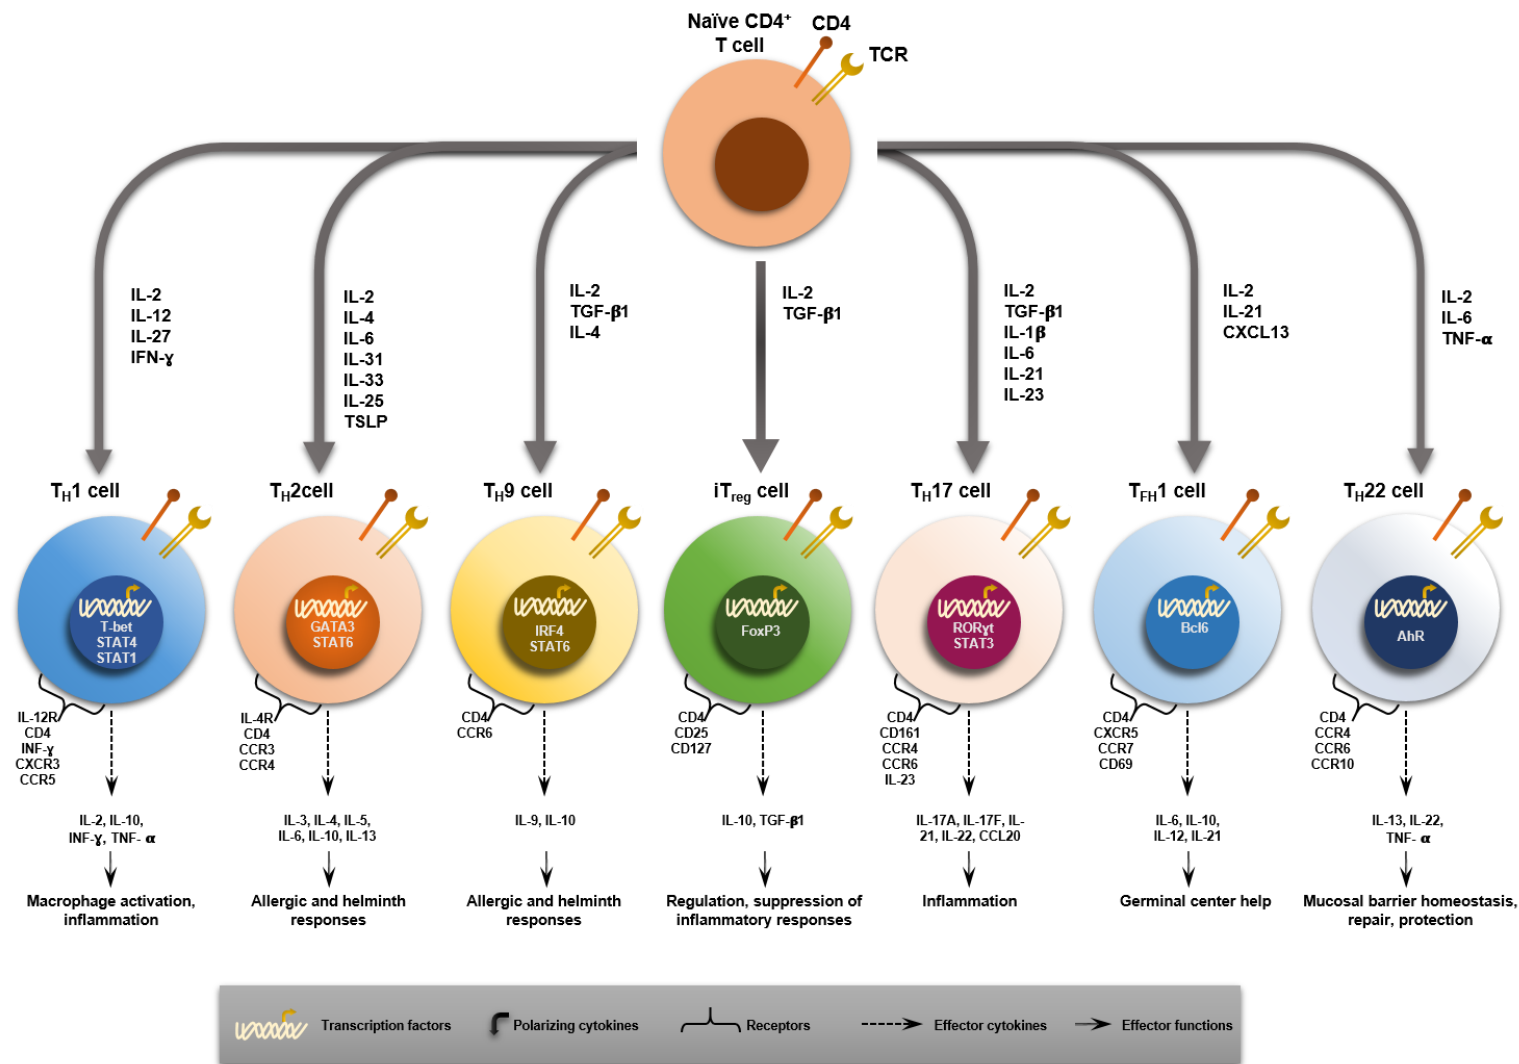 Naïve CD4⁺
T cell
CD4
TCR
IL-2
IL-12
IL-27
IFN-ɣ
IL-2
IL-4
IL-6
IL-31
IL-33
IL-25
TSLP
IL-2
TGF-β1
IL-4
IL-2
TGF-β1
IL-2
TGF-β1
IL-1β
IL-6
IL-21
IL-23
IL-2
IL-21
CXCL13
IL-2
IL-6
TNF-α
T_H1 cell
T_H2cell
T_H9 cell
iT_reg cell
T_H17 cell
T_FH1 cell
T_H22 cell
T-bet
STAT4
STAT1
GATA3
STAT6
IRF4
STAT6
FoxP3
RORɣt
STAT3
Bcl6
AhR
IL-12R
CD4
INF-ɣ
CXCR3
CCR5
IL-4R
CD4
CCR3
CCR4
CD4
CCR6
CD4
CD25
CD127
CD4
CD161
CCR4
CCR6
IL-23
CD4
CXCR5
CCR7
CD69
CD4
CCR4
CCR6
CCR10
IL-2, IL-10,
INF-ɣ, TNF- α
IL-3, IL-4, IL-5,
IL-6, IL-10, IL-13
IL-9, IL-10
IL-10, TGF-β1
IL-17A, IL-17F, IL-
21, IL-22, CCL20
IL-6, IL-10,
IL-12, IL-21
IL-13, IL-22,
TNF- α
Macrophage activation,
inflammation
Allergic and helminth
responses
Allergic and helminth
responses
Regulation, suppression of
inflammatory responses
Inflammation
Germinal center help
Mucosal barrier homeostasis,
repair, protection
Transcription factors
Polarizing cytokines
Receptors
Effector cytokines
Effector functions